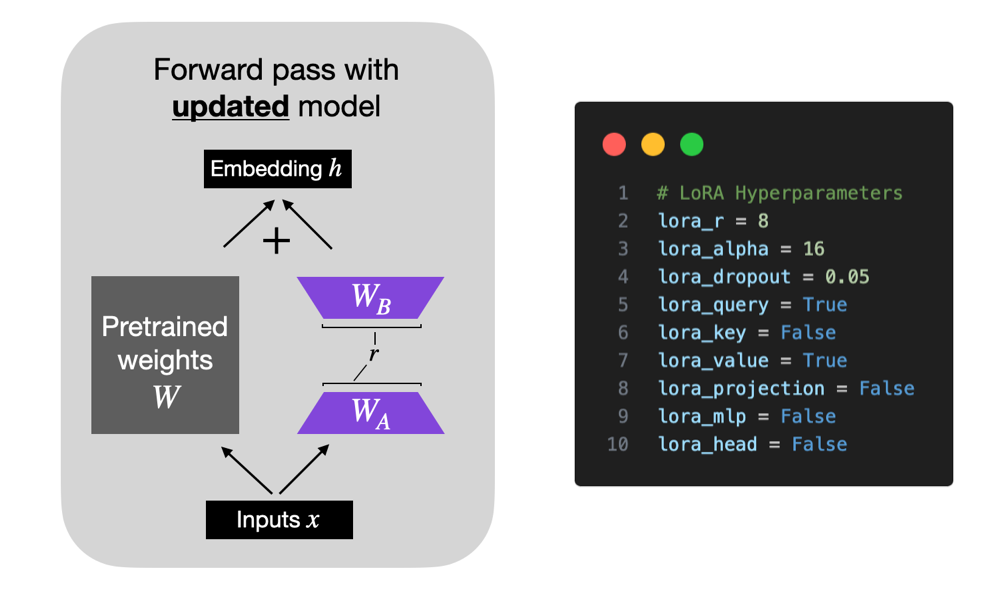 Forward pass with
updated model
Embedding h
+
W_B
Pretrained
weights
W
r
W_A
Inputs x
1 # LoRA Hyperparameters
2 lora_r = 8
3 lora_alpha = 16
4 lora_dropout = 0.05
5 lora_query = True
6 lora_key = False
7 lora_value = True
8 lora_projection = False
9 lora_mlp = False
10 lora_head = False